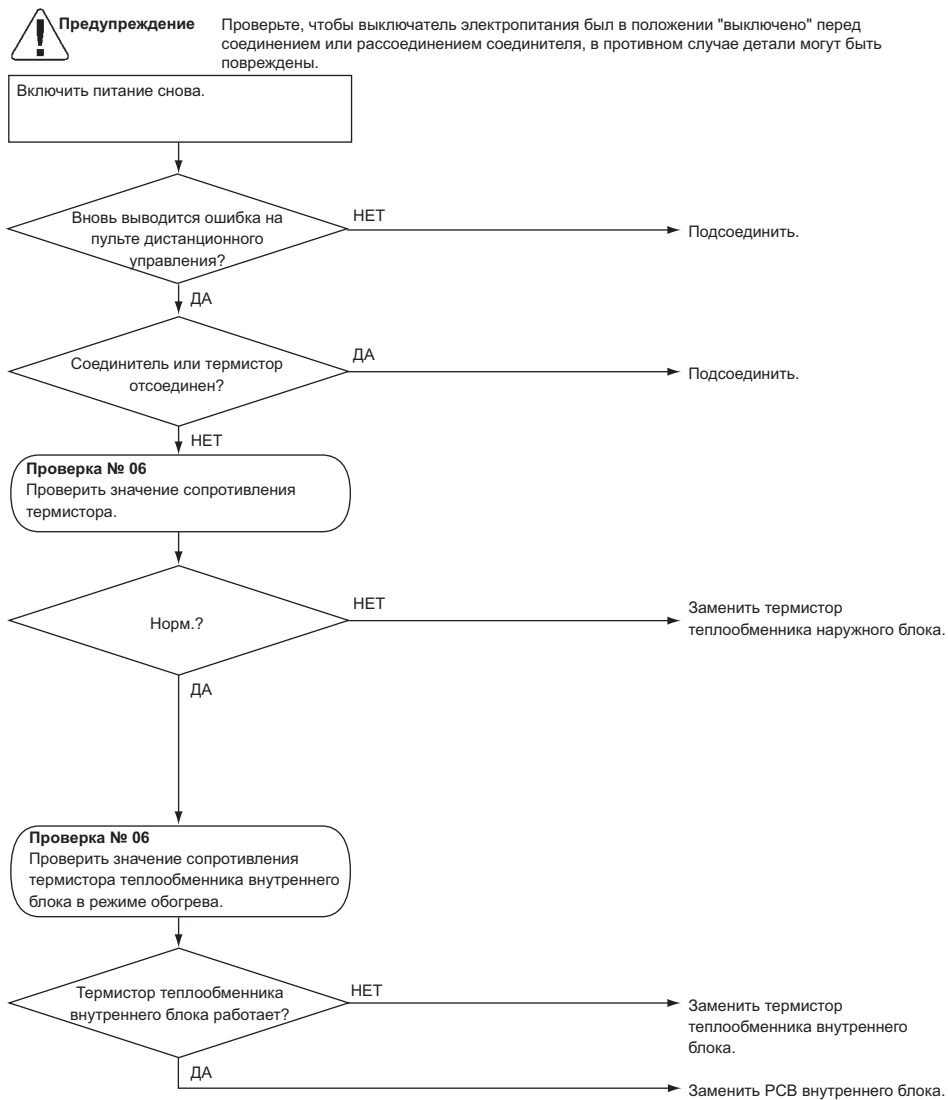 Предупреждение
Проверьте, чтобы выключатель электропитания был в положении "выключено" перед
соединением или рассоединением соединителя, в противном случае детали могут быть
повреждены.
Включить питание снова.
Вновь выводится ошибка на
пульте дистанционного
управления?
НЕТ
Подсоединить.
ДА
Соединитель или термистор
отсоединен?
ДА
Подсоединить.
НЕТ
Проверка № 06
Проверить значение сопротивления
термистора.
Норм.?
НЕТ
Заменить термистор
теплообменника наружного блока.
ДА
Проверка № 06
Проверить значение сопротивления
термистора теплообменника внутреннего
блока в режиме обогрева.
Термистор теплообменника
внутреннего блока работает?
НЕТ
Заменить термистор
теплообменника внутреннего
блока.
ДА
Заменить PCB внутреннего блока.